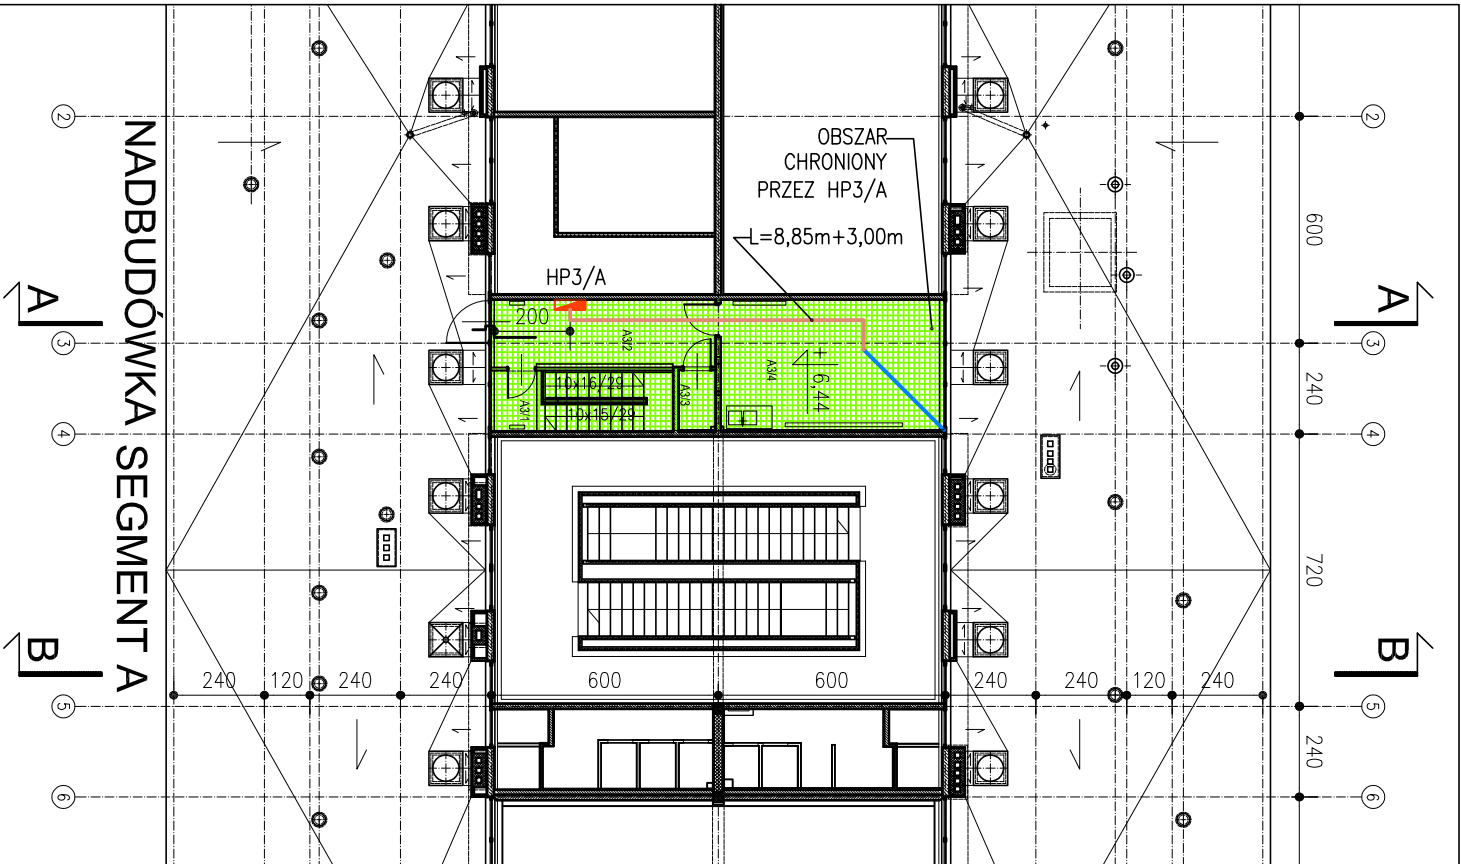 2
2
OBSZAR
CHRONIONY
PRZEZ HP3/A
600
L=8,85m+3,00m
HP3/A
A
A
200
A3/2
3
3
A3/4
+ 6,44
10x16/29
240
A3/3
A3/1
10x15/29
4
4
NADBUDÓWKA SEGMENT A
720
B
B
240
120
240
240
600
600
240
240
120
240
5
5
240
6
6